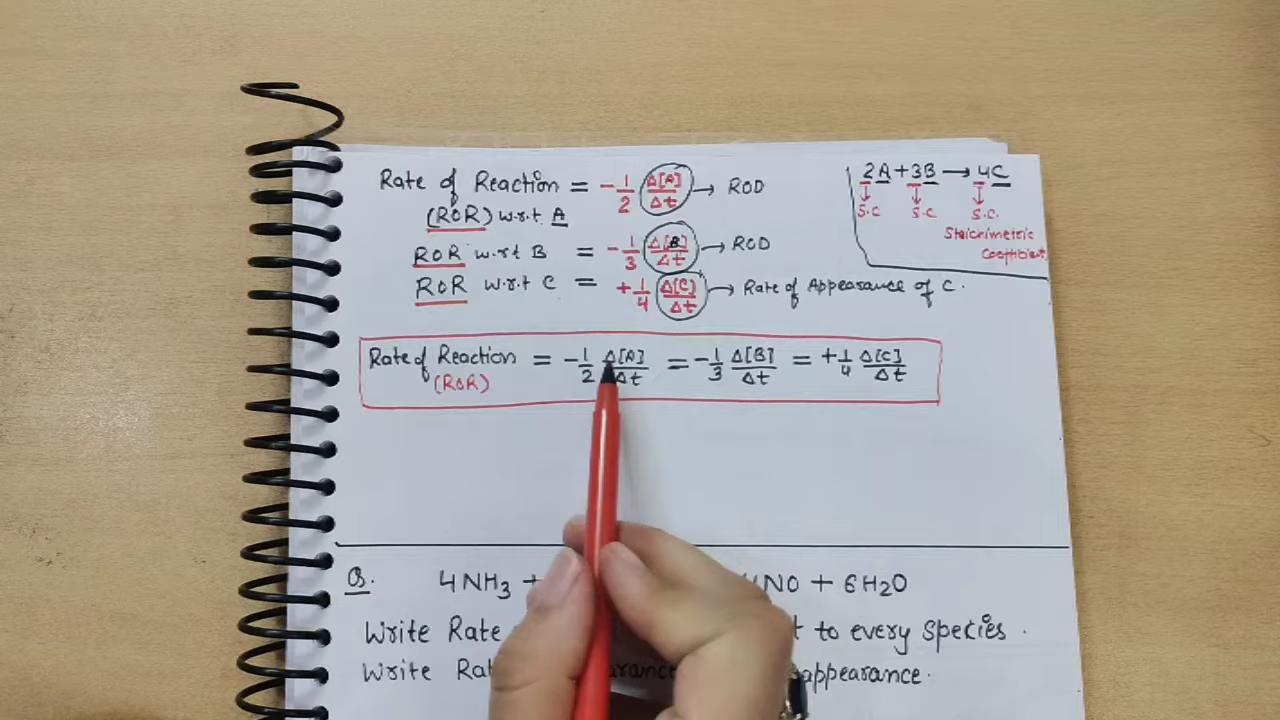 Rate of Reaction = -1/2 Δ[A]/Δt → ROD
(ROR) w.r.t. A
ROR w.r.t B = -1/3 Δ[B]/Δt → ROD
ROR w.r.t C = +1/4 Δ[C]/Δt → Rate of Appearance of C.
2A + 3B → 4C
S.C S.C S.C.
Stoichimetric
Coefficient
Rate of Reaction = -1/2 Δ[A]/Δt = -1/3 Δ[B]/Δt = +1/4 Δ[C]/Δt
(ROR)
Q. 4NH3 + NO + 6H2O
Write Rate to every species.
Write appearance.